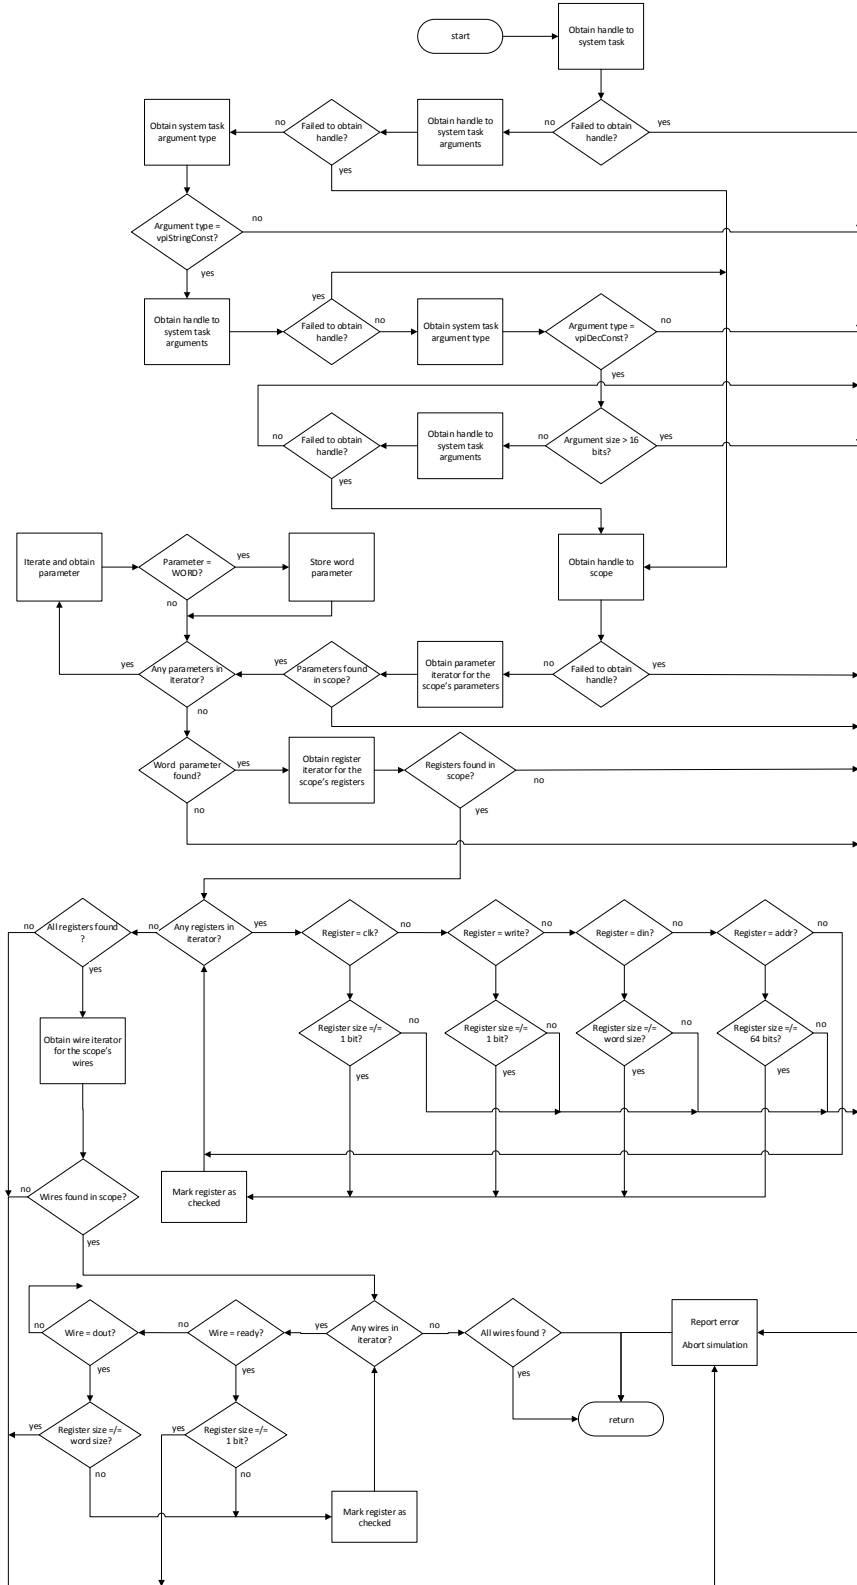 start
Obtain handle to
system task
Obtain system task
argument type
no
Failed to obtain
handle?
yes
Obtain handle to
system task
arguments
no
Failed to obtain
handle?
yes
Argument type =
vpiStringConst?
no
yes
Obtain handle to
system task
arguments
yes
Failed to obtain
handle?
no
Obtain system task
argument type
Argument type =
vpiDecConst?
no
yes
no
Failed to obtain
handle?
yes
Obtain handle to
system task
arguments
no
Argument size > 16
bits?
yes
Iterate and obtain
parameter
Parameter =
WORD?
yes
no
Store word
parameter
Obtain handle to
scope
yes
Any parameters in
iterator?
no
yes
Parameters found
in scope?
Obtain parameter
iterator for the
scope's parameters
no
Failed to obtain
handle?
yes
Word parameter
found?
yes
no
Obtain register
iterator for the
scope's registers
Registers found in
scope?
no
yes
no
All registers found
?
yes
no
Any registers in
iterator?
yes
Register = clk?
no
Register = write?
no
Register = din?
no
Register = addr?
no
Obtain wire iterator
for the scope's
wires
Register size =/=
1 bit?
no
yes
Register size =/=
1 bit?
no
yes
Register size =/=
word size?
no
yes
Register size =/=
64 bits?
no
yes
no
Wires found in scope?
yes
Mark register as
checked
no
Wire = dout?
yes
no
Wire = ready?
yes
yes
Any wires in
iterator?
no
All wires found ?
yes
Report error
Abort simulation
yes
Register size =/=
word size?
no
yes
Register size =/=
1 bit?
no
return
Mark register as
checked